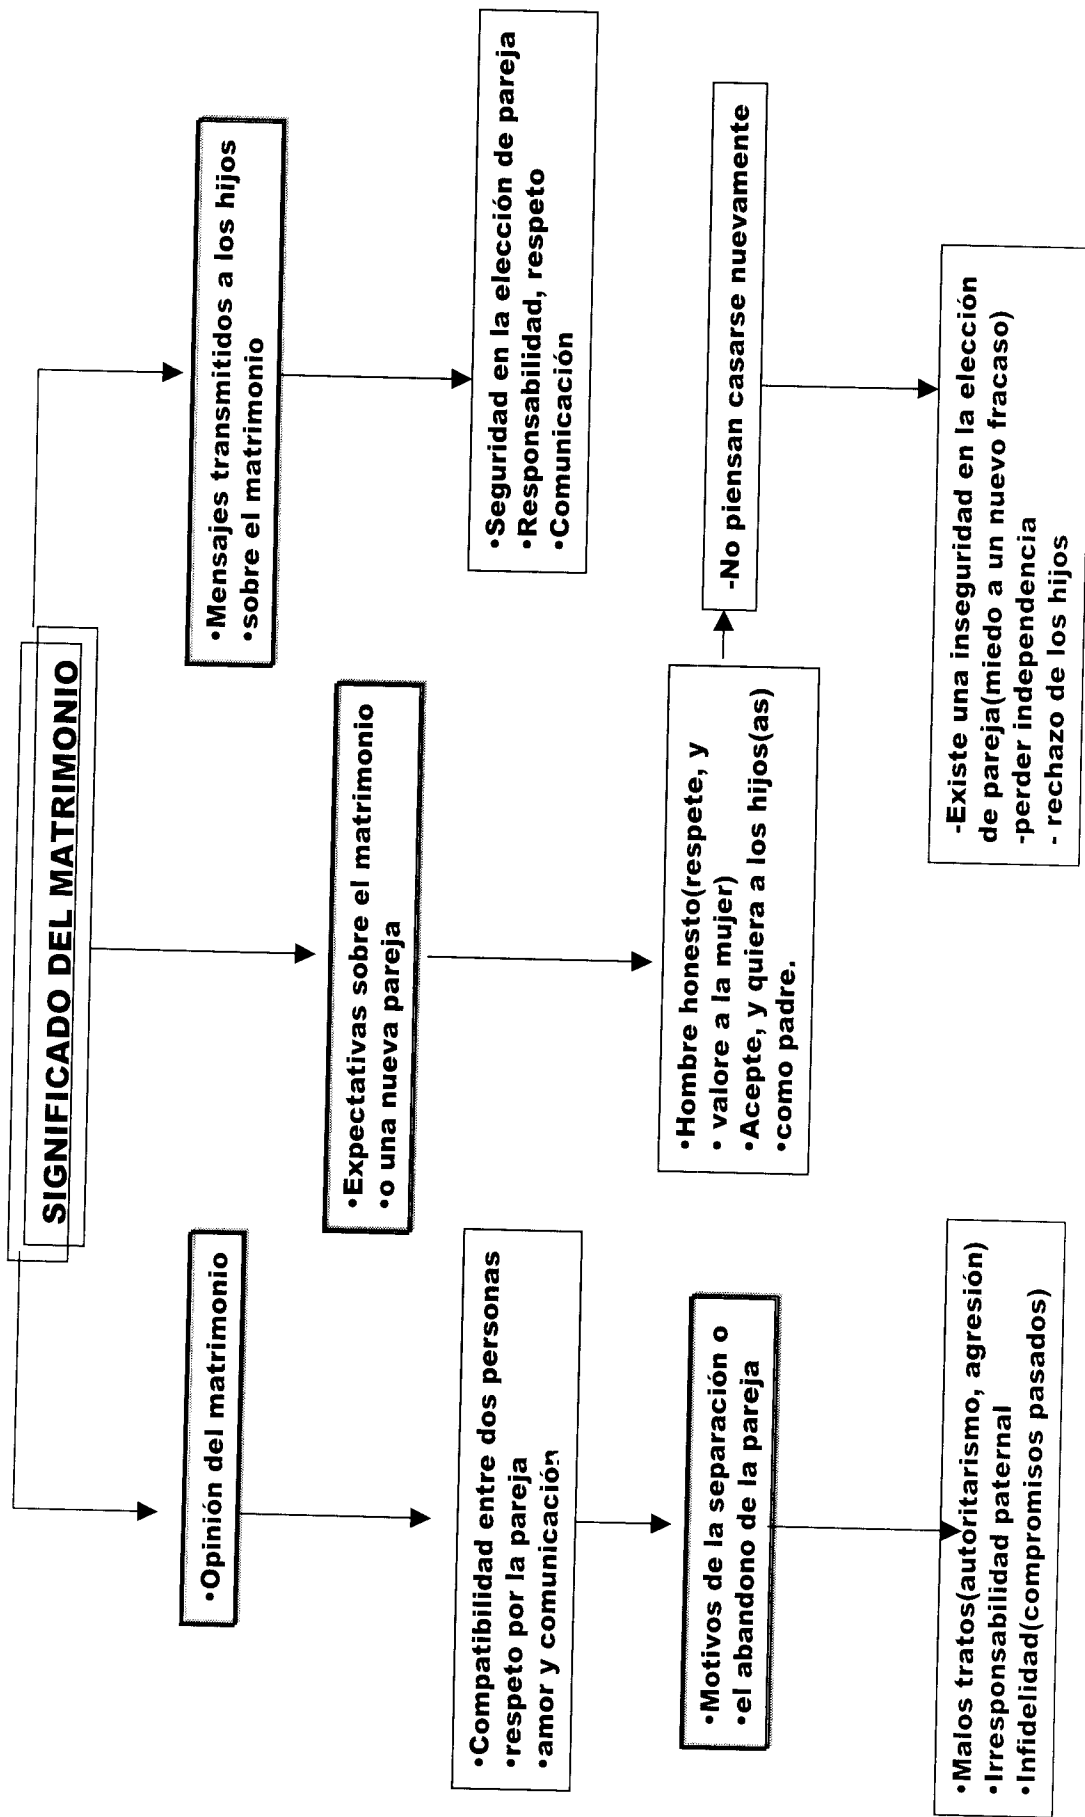 SIGNIFICADO DEL MATRIMONIO
•Opinión del matrimonio
•Compatibilidad entre dos personas
•respeto por la pareja
•amor y comunicación
•Motivos de la separación o
•el abandono de la pareja
•Malos tratos(autoritarismo, agresión)
•Irresponsabilidad paternal
•Infidelidad(compromisos pasados)
•Expectativas sobre el matrimonio
•o una nueva pareja
•Hombre honesto(respete, y
• valore a la mujer)
•Acepte, y quiera a los hijos(as)
•como padre.
-No piensan casarse nuevamente
-Existe una inseguridad en la elección
de pareja(miedo a un nuevo fracaso)
-perder independencia
- rechazo de los hijos
•Mensajes transmitidos a los hijos
•sobre el matrimonio
•Seguridad en la elección de pareja
•Responsabilidad, respeto
•Comunicación